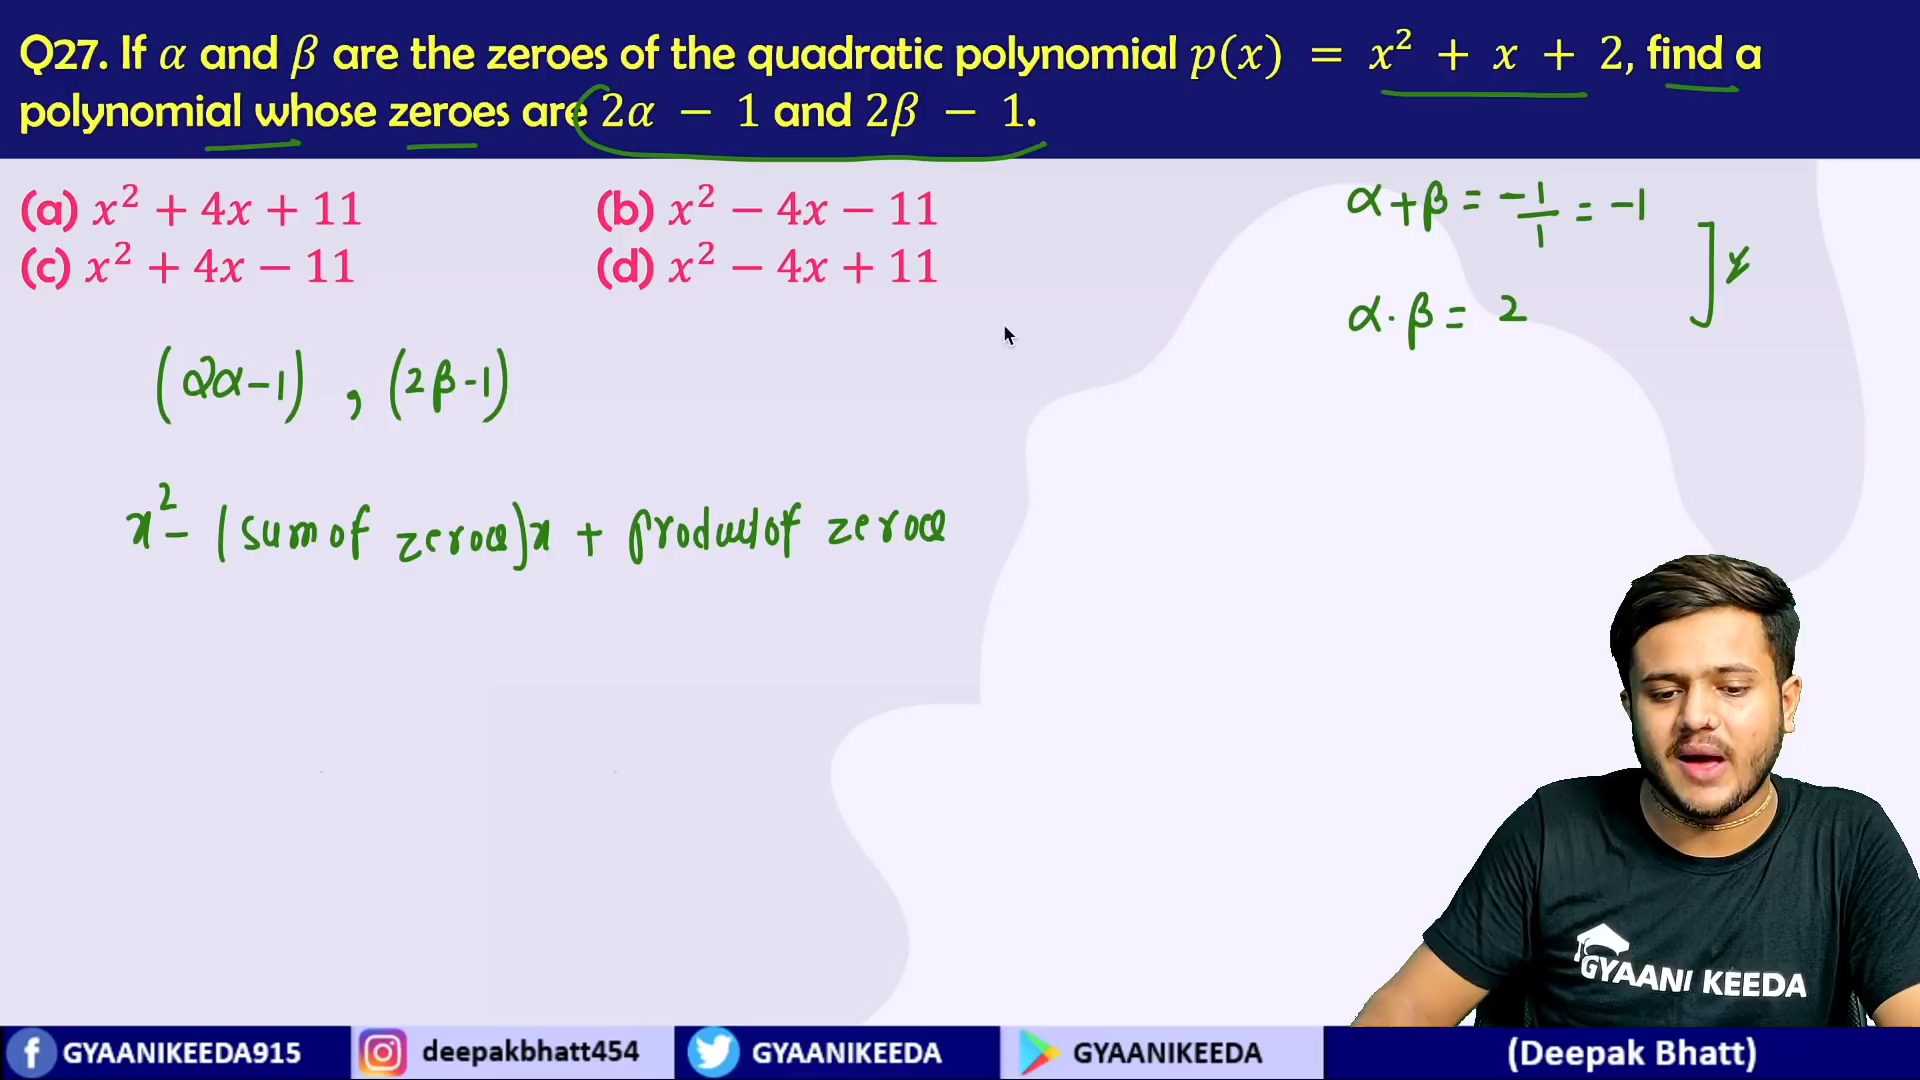 Q27. If α and β are the zeroes of the quadratic polynomial p(x) = x² + x + 2, find a
polynomial whose zeroes are 2α − 1 and 2β − 1.
(a) x² + 4x + 11
(b) x² − 4x − 11
(c) x² + 4x − 11
(d) x² − 4x + 11
α+β = -1/1 = -1
α·β = 2
(2α-1) , (2β-1)
x² - (sum of zeroes)x + product of zeroes
GYAANI KEEDA
GYAANIKEEDA915
deepakbhatt454
GYAANIKEEDA
GYAANIKEEDA
(Deepak Bhatt)